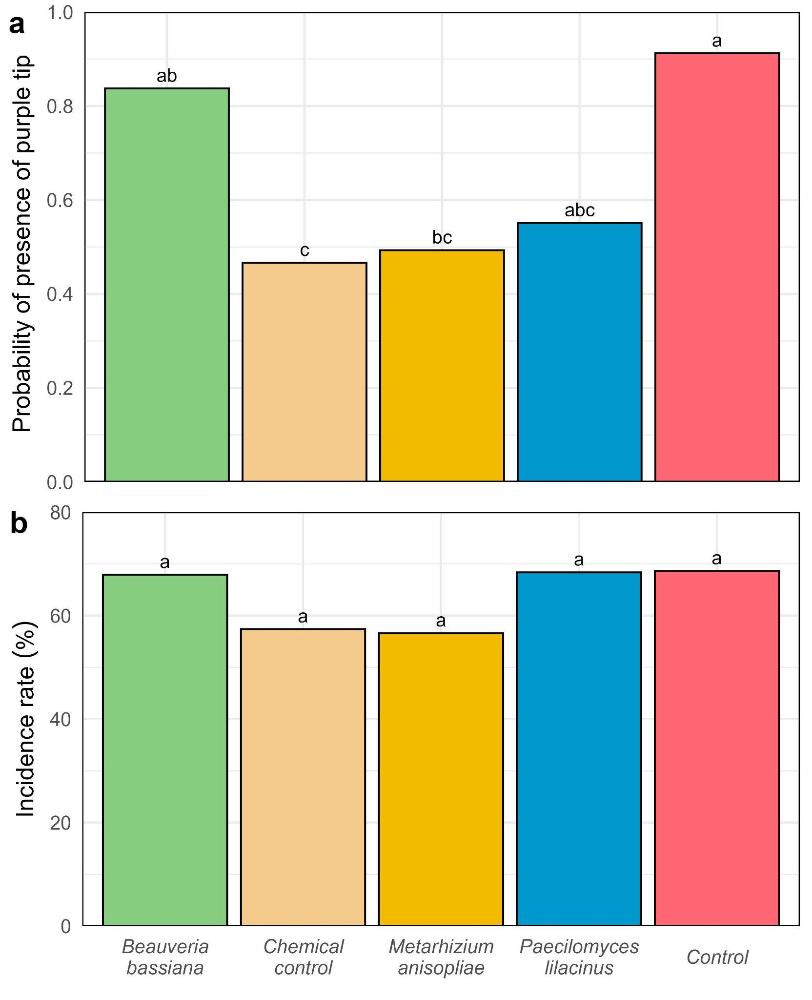 a
Probability of presence of purple tip
1.0
0.8
0.6
0.4
0.2
0.0
ab
c
bc
abc
a
b
Incidence rate (%)
80
60
40
20
0
a
a
a
a
a
Beauveria
bassiana
Chemical
control
Metarhizium
anisopliae
Paecilomyces
lilacinus
Control